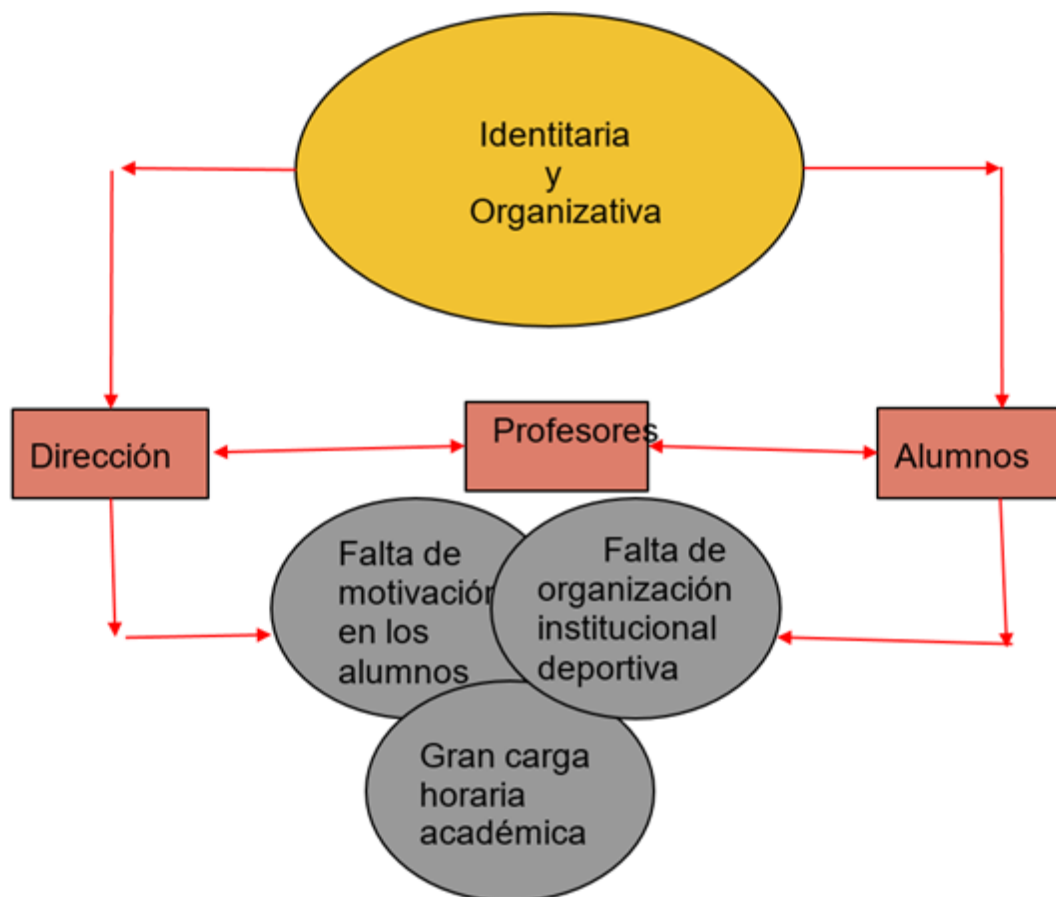 Identitaria
y
Organizativa
Dirección
Profesores
Alumnos
Falta de
motivación
en los
alumnos
Falta de
organización
institucional
deportiva
Gran carga
horaria
académica